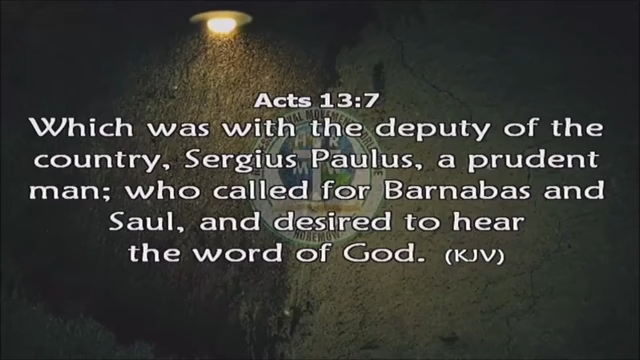 Acts 13:7
Which was with the deputy of the
country, Sergius Paulus, a prudent
man; who called for Barnabas and
Saul, and desired to hear
the word of God. (KJV)